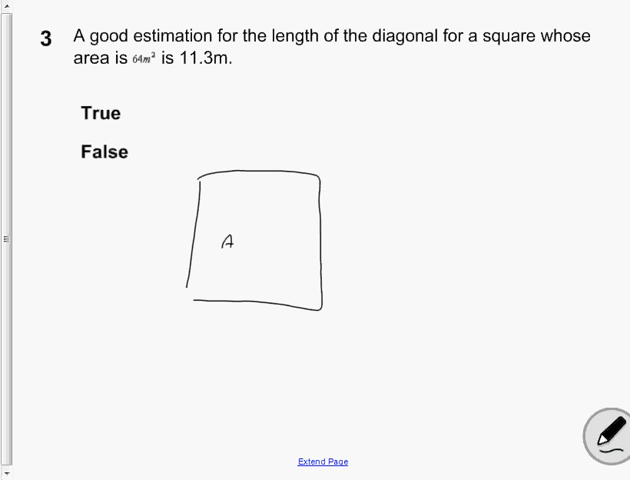 3 A good estimation for the length of the diagonal for a square whose
area is 64m² is 11.3m.
True
False
A
Extend Page